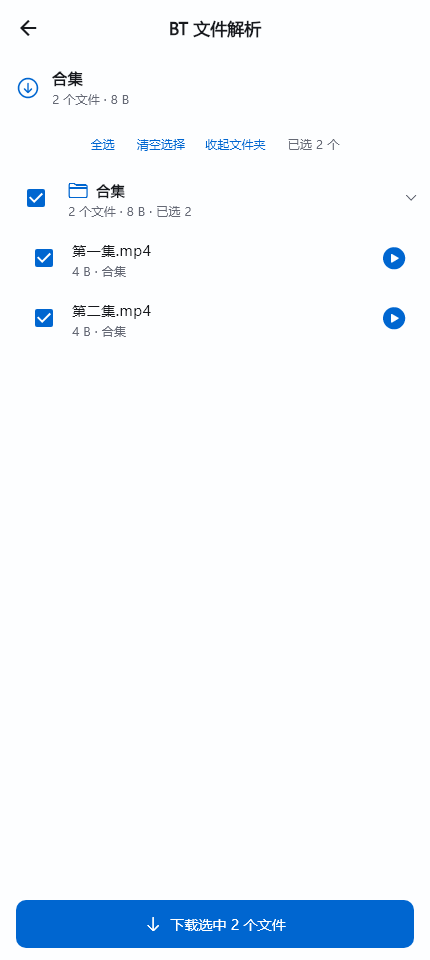 BT 文件解析
合集
2 个文件 · 8 B
全选 清空选择 收起文件夹 已选 2 个
合集
2 个文件 · 8 B · 已选 2
第一集.mp4
4 B · 合集
第二集.mp4
4 B · 合集
下载选中 2 个文件